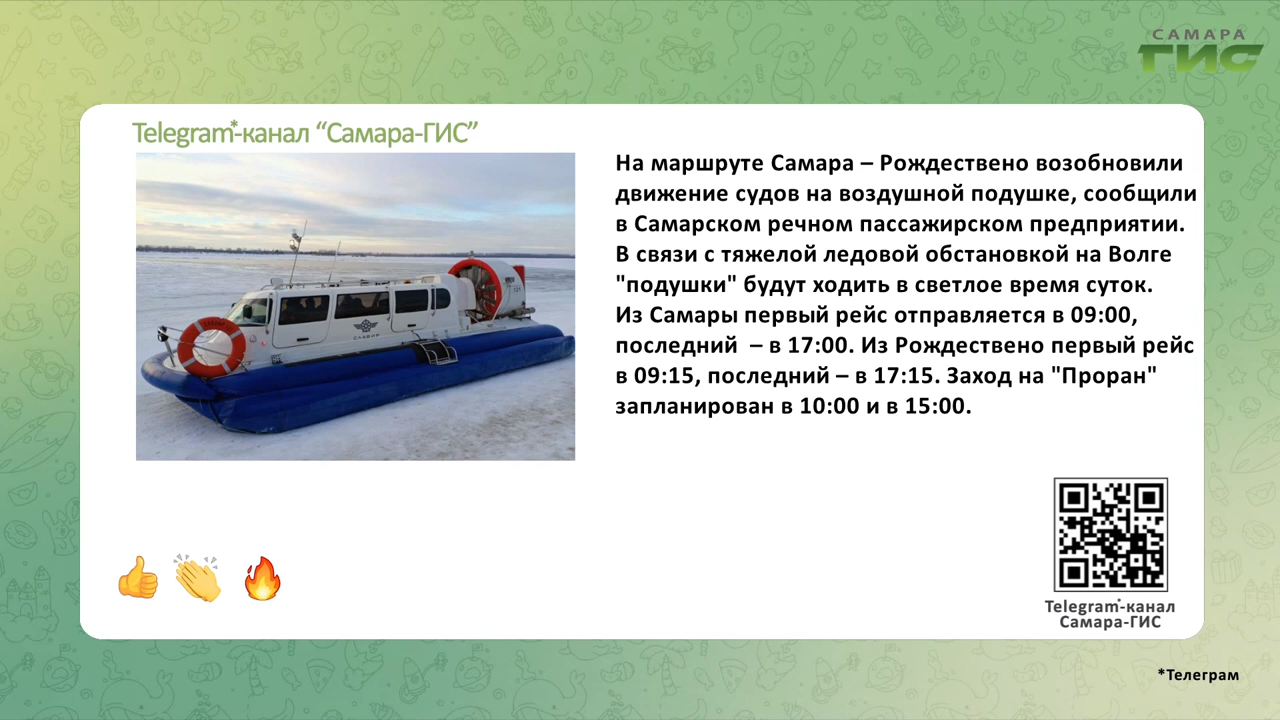 САМАРА
ГИС
Telegram*-канал “Самара-ГИС”
На маршруте Самара – Рождествено возобновили
движение судов на воздушной подушке, сообщили
в Самарском речном пассажирском предприятии.
В связи с тяжелой ледовой обстановкой на Волге
"подушки" будут ходить в светлое время суток.
Из Самары первый рейс отправляется в 09:00,
последний – в 17:00. Из Рождествено первый рейс
в 09:15, последний – в 17:15. Заход на "Проран"
запланирован в 10:00 и в 15:00.
СЛАВИР
Telegram*-канал
Самара-ГИС
*Телеграм